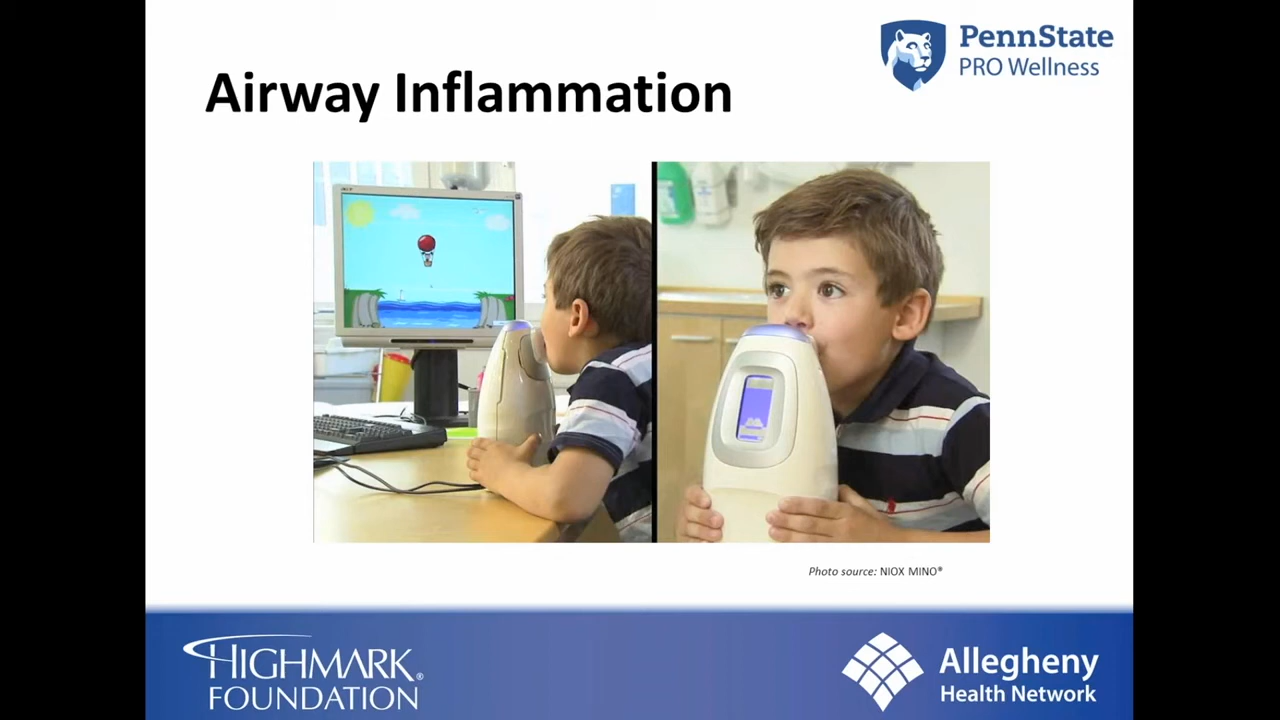 PennState
PRO Wellness
Airway Inflammation
Photo source: NIOX MINO®
HIGHMARK®
FOUNDATION
Allegheny
Health Network